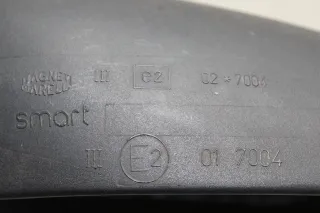 MAGNETI MARELLI III e2 02*7004
smart
III E2 01 7004